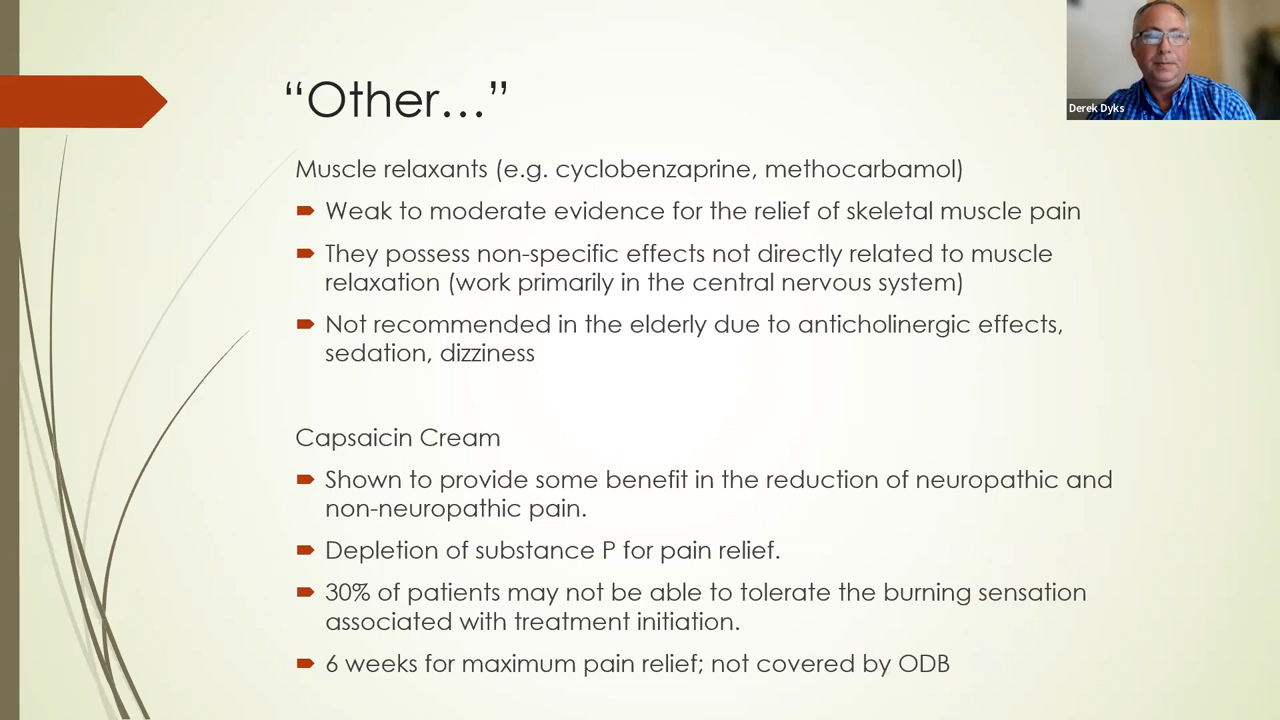 “Other…”
Derek Dyks
Muscle relaxants (e.g. cyclobenzaprine, methocarbamol)
Weak to moderate evidence for the relief of skeletal muscle pain
They possess non-specific effects not directly related to muscle
relaxation (work primarily in the central nervous system)
Not recommended in the elderly due to anticholinergic effects,
sedation, dizziness
Capsaicin Cream
Shown to provide some benefit in the reduction of neuropathic and
non-neuropathic pain.
Depletion of substance P for pain relief.
30% of patients may not be able to tolerate the burning sensation
associated with treatment initiation.
6 weeks for maximum pain relief; not covered by ODB